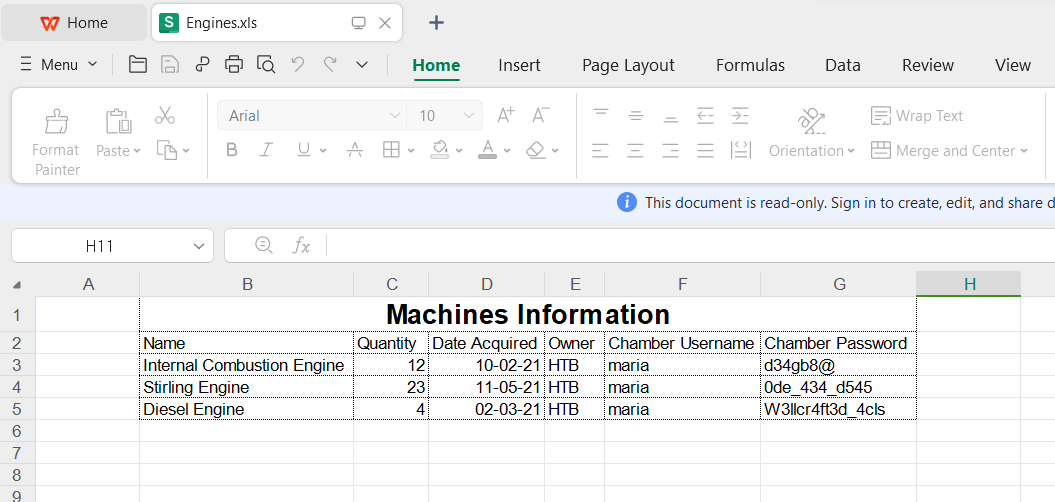 Home
Engines.xls
Menu
Home Insert Page Layout Formulas Data Review View
Format Painter
Paste
Arial
10
B I U A
A+ A-
Orientation
Wrap Text
Merge and Center
This document is read-only. Sign in to create, edit, and share d
H11
fx
A B C D E F G H
1 Machines Information
2 Name Quantity Date Acquired Owner Chamber Username Chamber Password
3 Internal Combustion Engine 12 10-02-21 HTB maria d34gb8@
4 Stirling Engine 23 11-05-21 HTB maria 0de_434_d545
5 Diesel Engine 4 02-03-21 HTB maria W3llcr4ft3d_4cls
6
7
8
9